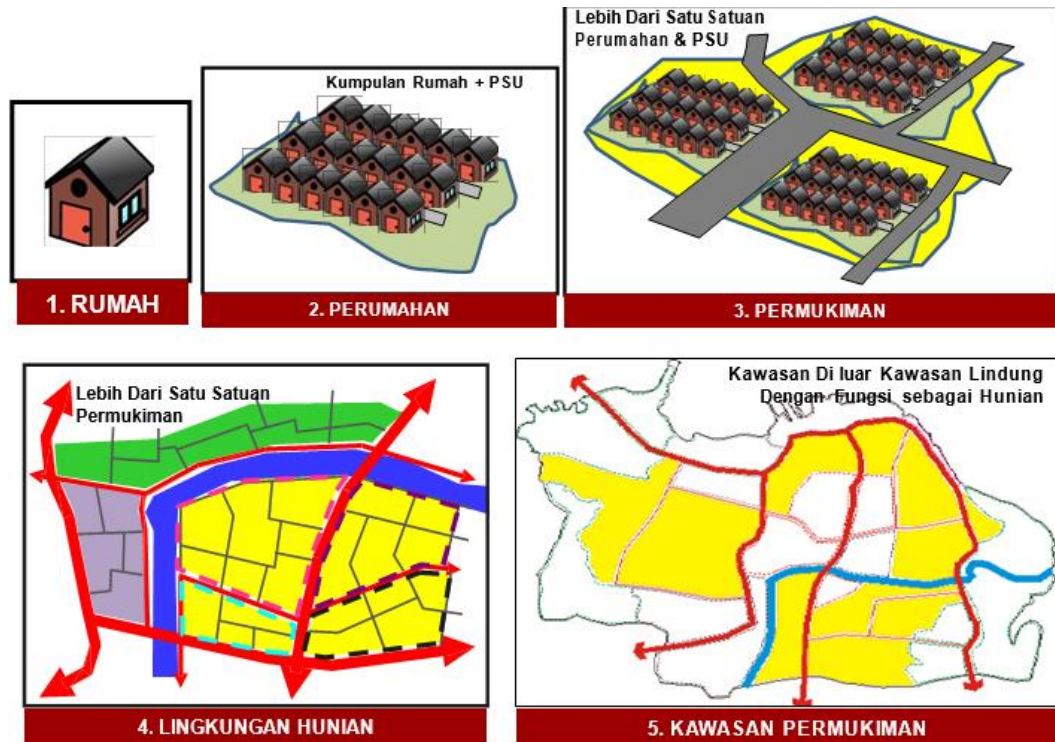 1. RUMAH
Kumpulan Rumah + PSU
2. PERUMAHAN
Lebih Dari Satu Satuan
Perumahan & PSU
3. PERMUKIMAN
Lebih Dari Satu Satuan
Permukiman
4. LINGKUNGAN HUNIAN
Kawasan Di luar Kawasan Lindung
Dengan Fungsi sebagai Hunian
5. KAWASAN PERMUKIMAN